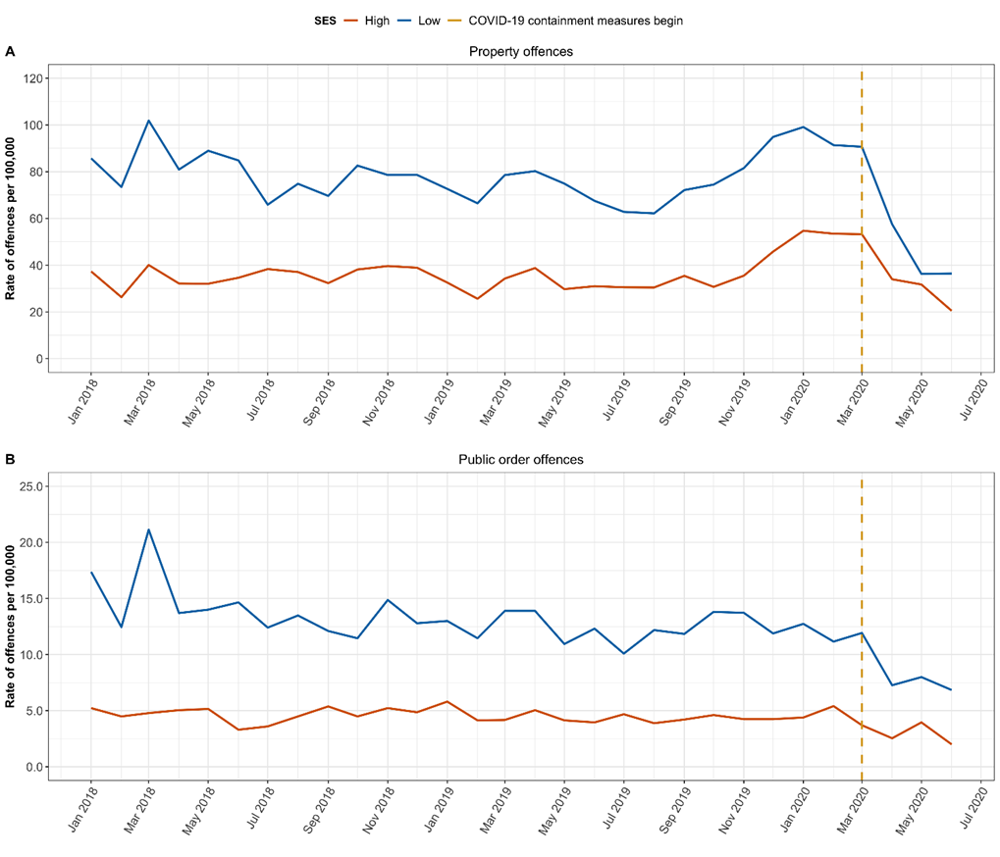 SES High Low COVID-19 containment measures begin
A
Property offences
Rate of offences per 100,000
120
100
80
60
40
20
0
Jan 2018 Mar 2018 May 2018 Jul 2018 Sep 2018 Nov 2018 Jan 2019 Mar 2019 May 2019 Jul 2019 Sep 2019 Nov 2019 Jan 2020 Mar 2020 May 2020 Jul 2020
B
Public order offences
Rate of offences per 100,000
25.0
20.0
15.0
10.0
5.0
0.0
Jan 2018 Mar 2018 May 2018 Jul 2018 Sep 2018 Nov 2018 Jan 2019 Mar 2019 May 2019 Jul 2019 Sep 2019 Nov 2019 Jan 2020 Mar 2020 May 2020 Jul 2020